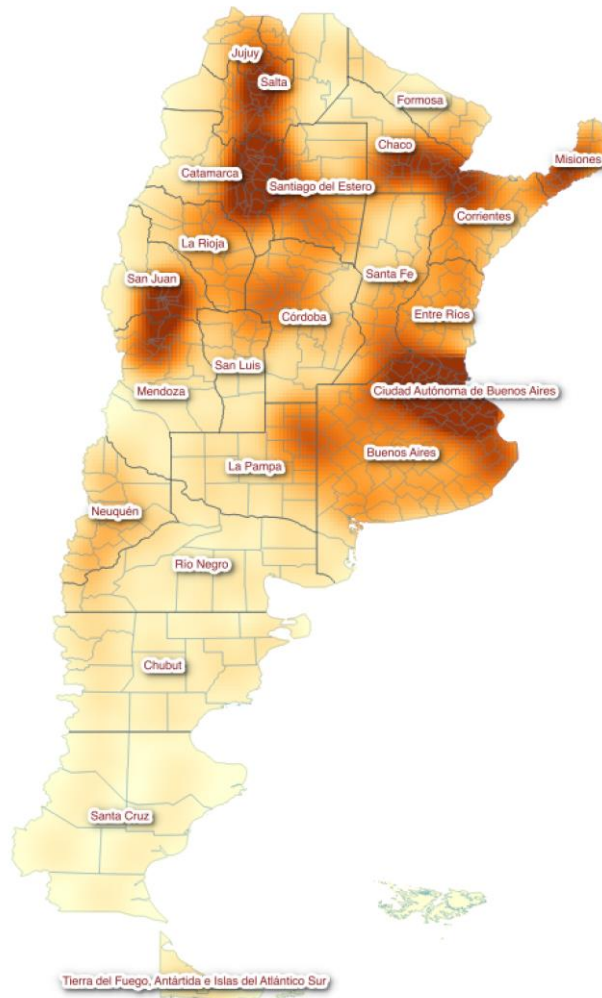 Jujuy
Salta
Formosa
Chaco
Misiones
Catamarca
Santiago del Estero
Corrientes
La Rioja
San Juan
Santa Fe
Córdoba
Entre Ríos
San Luis
Mendoza
Ciudad Autónoma de Buenos Aires
Buenos Aires
La Pampa
Neuquén
Río Negro
Chubut
Santa Cruz
Tierra del Fuego, Antártida e Islas del Atlántico Sur